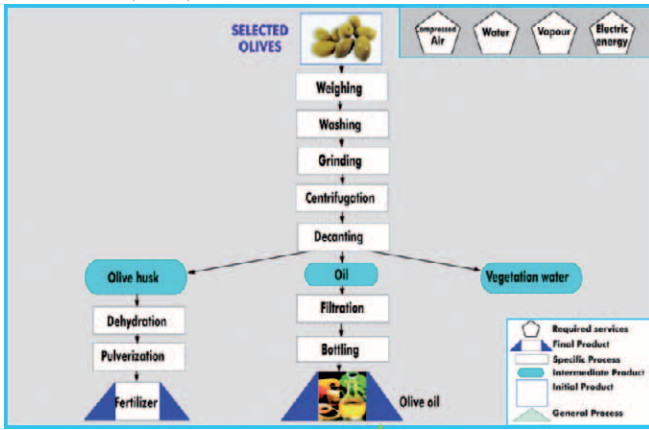 SELECTED
OLIVES
Compressed
Air
Water
Vapour
Electric
energy
Weighing
Washing
Grinding
Centrifugation
Decanting
Olive husk
Oil
Vegetation water
Dehydration
Filtration
Pulverization
Bottling
Fertilizer
Olive oil
Required services
Final Product
Specific Process
Intermediate Product
Initial Product
General Process